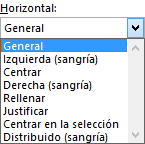 Horizontal:
General
General
Izquierda (sangría)
Centrar
Derecha (sangría)
Rellenar
Justificar
Centrar en la selección
Distribuido (sangría)